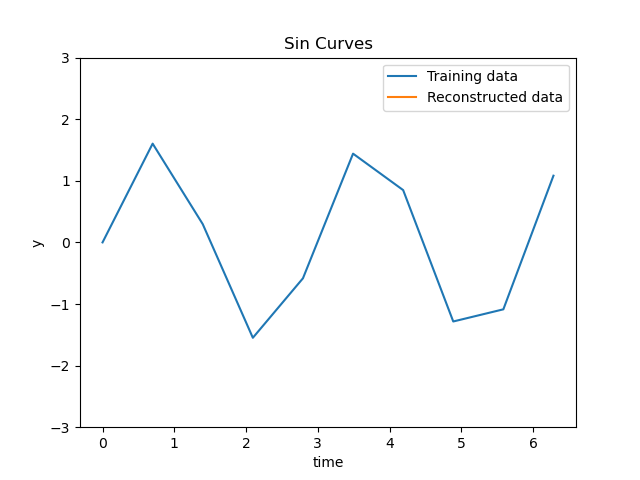 Sin Curves
Training data
Reconstructed data
3
2
1
0
−1
−2
−3
y
0 1 2 3 4 5 6
time